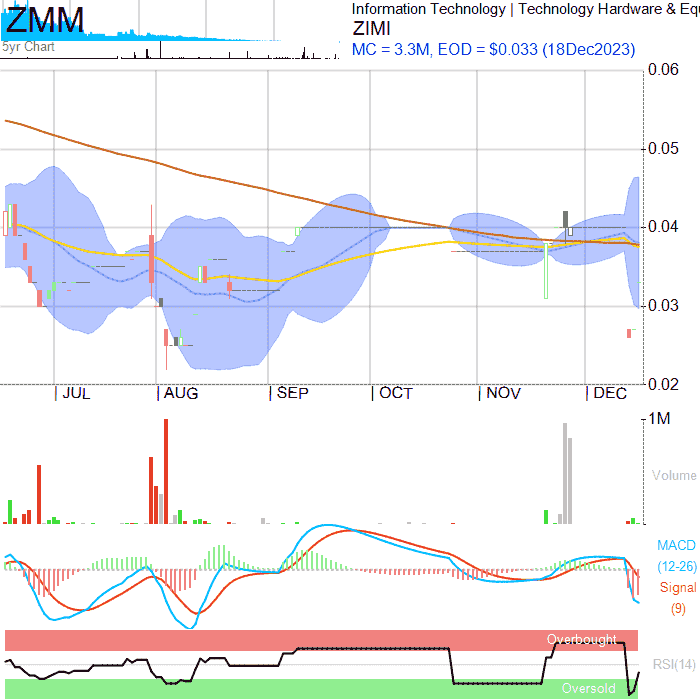 ZMM
5yr Chart
Information Technology | Technology Hardware & Equ
ZIMI
MC = 3.3M, EOD = $0.033 (18Dec2023)
0.06
0.05
0.04
0.03
0.02
| JUL | AUG | SEP | OCT | NOV | DEC
1M
Volume
MACD
(12-26)
Signal
(9)
Overbought
RSI(14)
Oversold